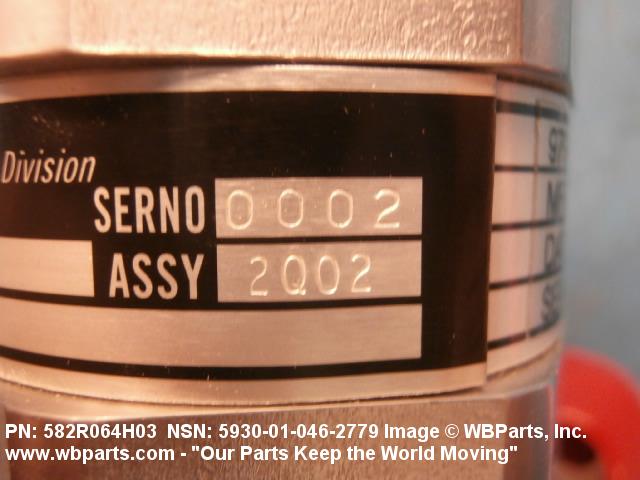 Division
SERNO 0002
ASSY 2Q02
PN: 582R064H03 NSN: 5930-01-046-2779 Image © WBParts, Inc.
www.wbparts.com - "Our Parts Keep the World Moving"